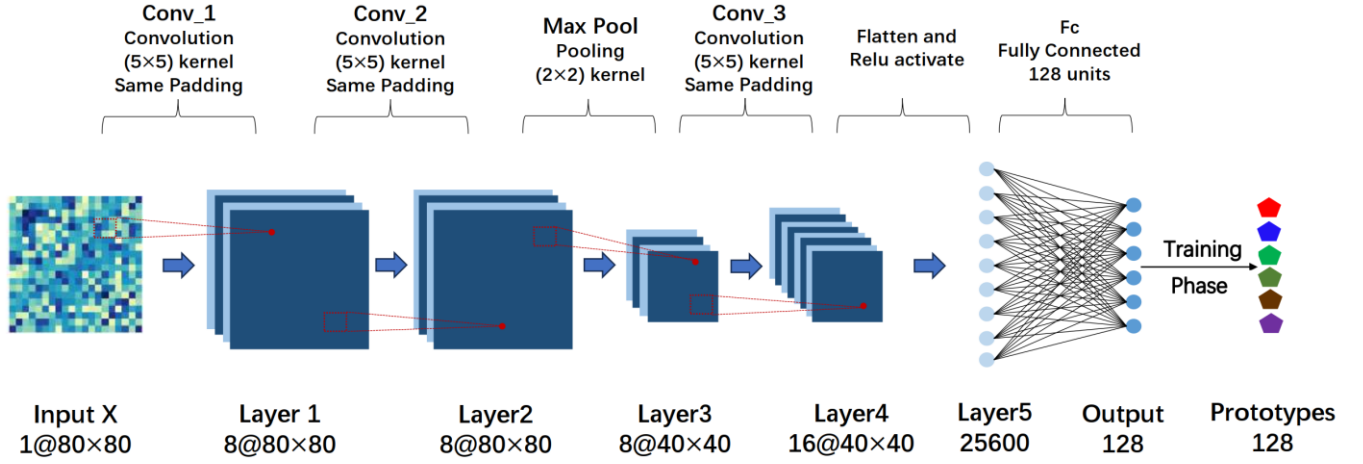 Conv_1
Convolution
(5×5) kernel
Same Padding
Conv_2
Convolution
(5×5) kernel
Same Padding
Max Pool
Pooling
(2×2) kernel
Conv_3
Convolution
(5×5) kernel
Same Padding
Flatten and
Relu activate
Fc
Fully Connected
128 units
Training
Phase
Input X
1@80×80
Layer 1
8@80×80
Layer2
8@80×80
Layer3
8@40×40
Layer4
16@40×40
Layer5
25600
Output
128
Prototypes
128